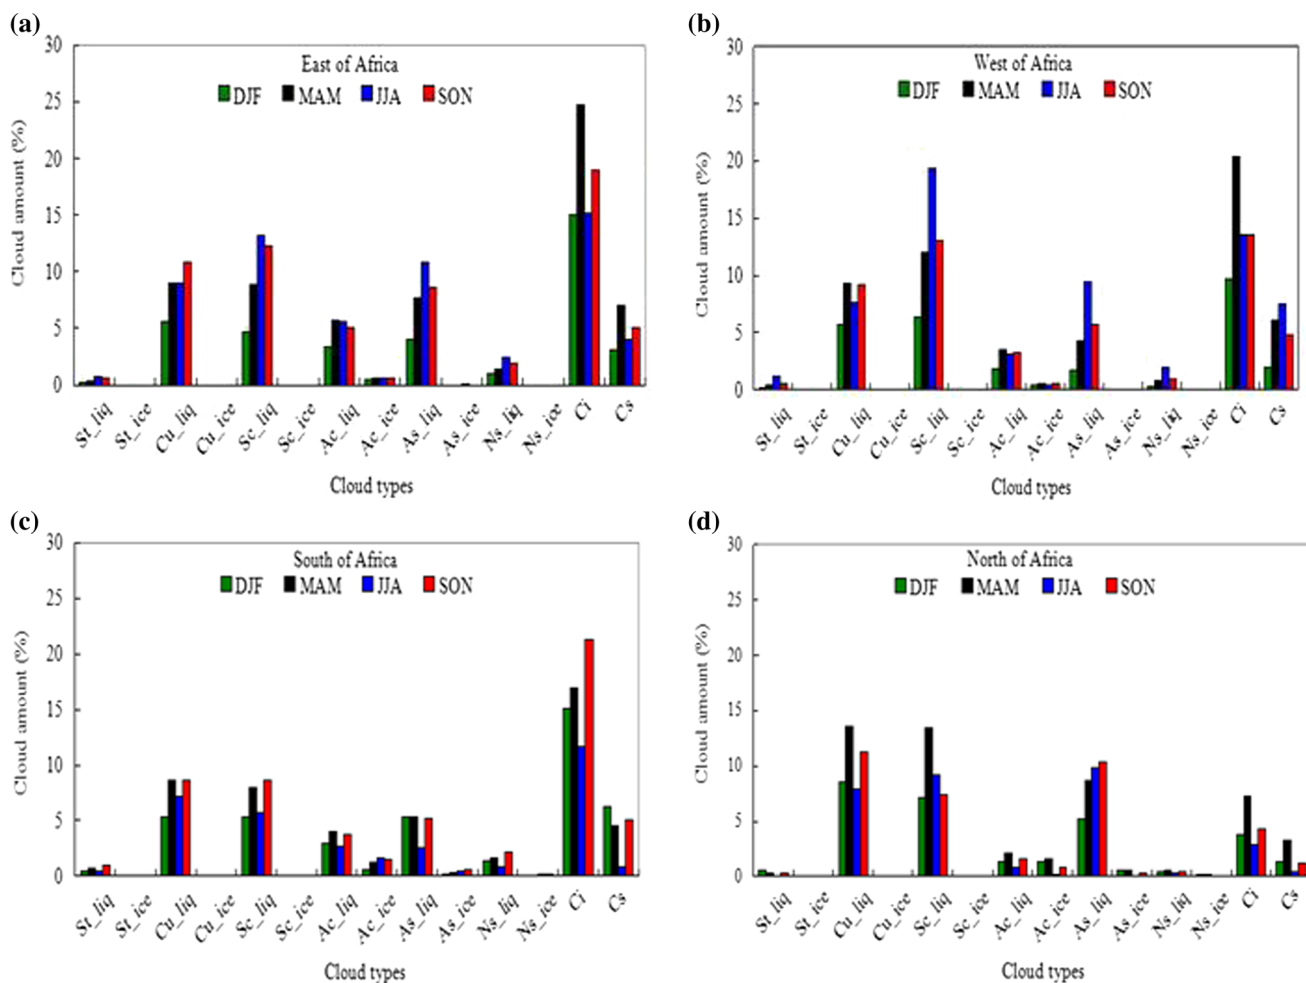 (a)
30
25
20
15
10
5
0
Cloud amount (%)
East of Africa
DJF MAM JJA SON
St_liq St_ice Cu_liq Cu_ice Sc_liq Sc_ice Ac_liq Ac_ice As_liq As_ice Ns_liq Ns_ice Ci Cs
Cloud types
(b)
30
25
20
15
10
5
0
Cloud amount (%)
West of Africa
DJF MAM JJA SON
St_liq St_ice Cu_liq Cu_ice Sc_liq Sc_ice Ac_liq Ac_ice As_liq As_ice Ns_liq Ns_ice Ci Cs
Cloud types
(c)
30
25
20
15
10
5
0
Cloud amount (%)
South of Africa
DJF MAM JJA SON
St_liq St_ice Cu_liq Cu_ice Sc_liq Sc_ice Ac_liq Ac_ice As_liq As_ice Ns_liq Ns_ice Ci Cs
Cloud types
(d)
30
25
20
15
10
5
0
Cloud amount (%)
North of Africa
DJF MAM JJA SON
St_liq St_ice Cu_liq Cu_ice Sc_liq Sc_ice Ac_liq Ac_ice As_liq As_ice Ns_liq Ns_ice Ci Cs
Cloud types